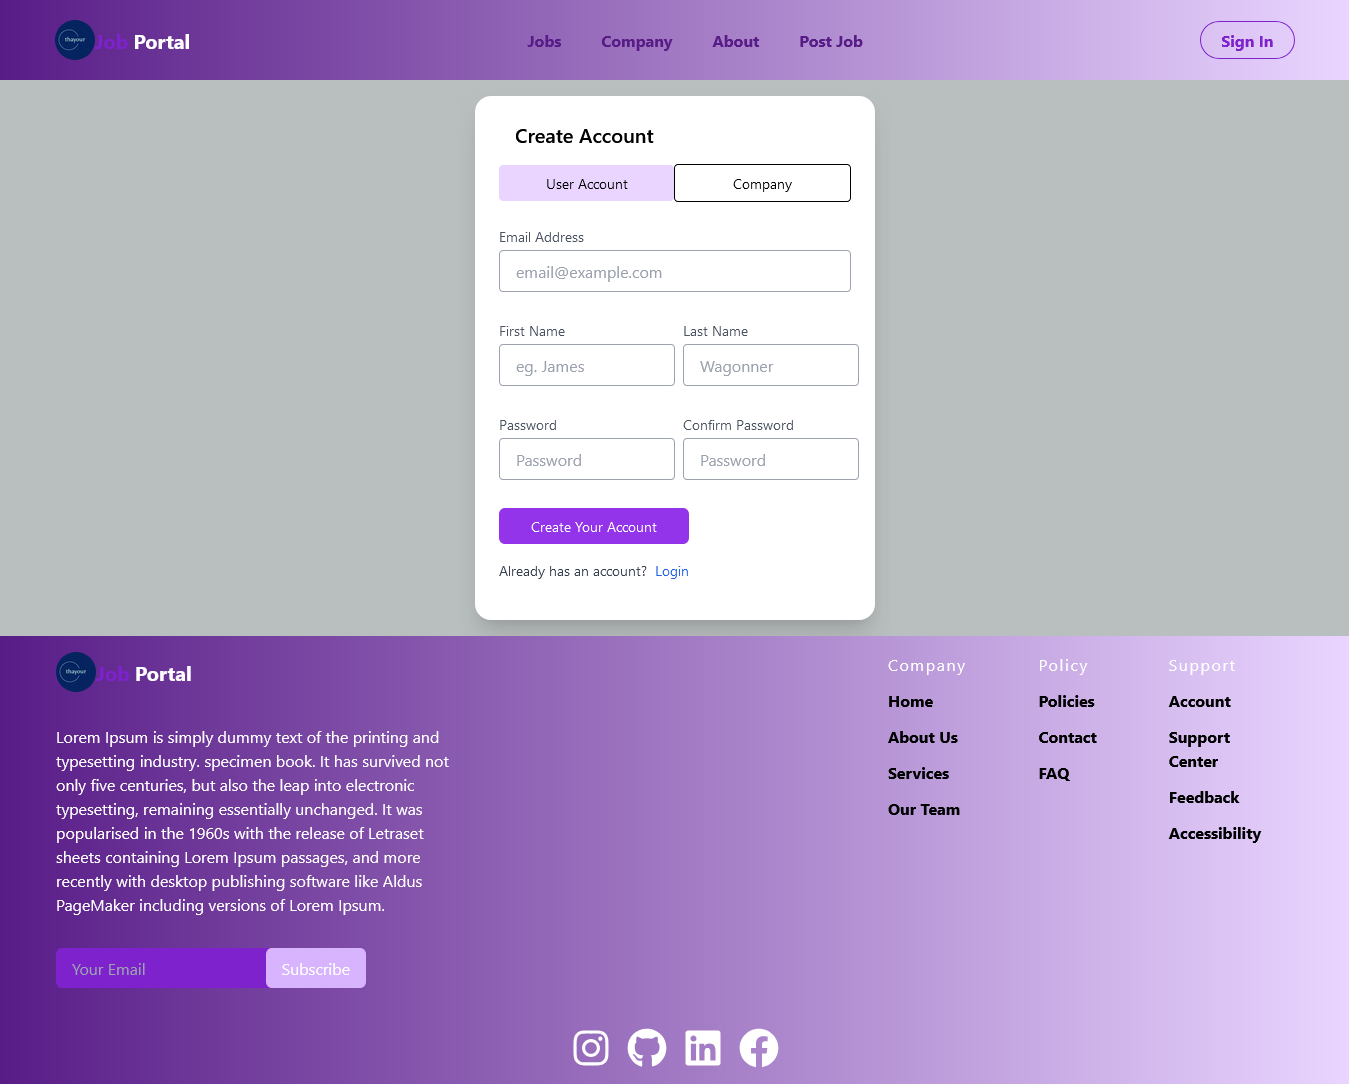 thayour
Job Portal
Jobs Company About Post Job
Sign In
Create Account
User Account Company
Email Address
email@example.com
First Name Last Name
eg. James Wagonner
Password Confirm Password
Password Password
Create Your Account
Already has an account? Login
thayour
Job Portal
Lorem Ipsum is simply dummy text of the printing and
typesetting industry. specimen book. It has survived not
only five centuries, but also the leap into electronic
typesetting, remaining essentially unchanged. It was
popularised in the 1960s with the release of Letraset
sheets containing Lorem Ipsum passages, and more
recently with desktop publishing software like Aldus
PageMaker including versions of Lorem Ipsum.
Your Email Subscribe
Company
Home
About Us
Services
Our Team
Policy
Policies
Contact
FAQ
Support
Account
Support
Center
Feedback
Accessibility